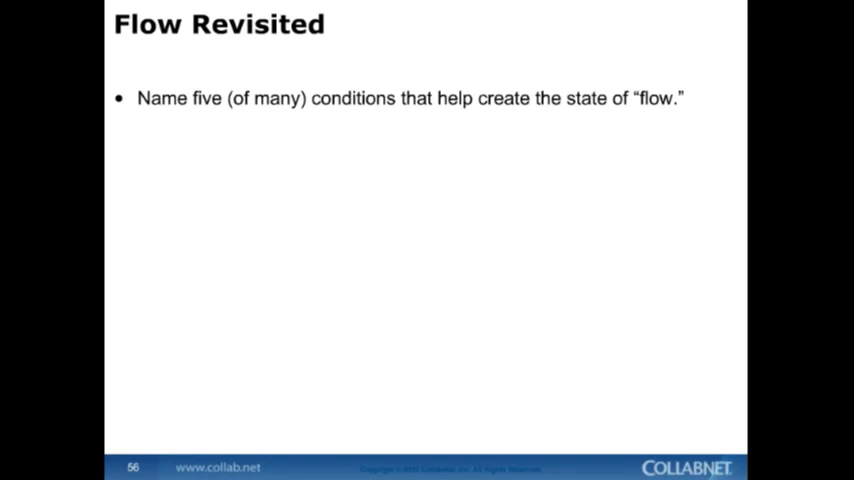 Flow Revisited
• Name five (of many) conditions that help create the state of “flow.”
56 www.collab.net Copyright © 2010 CollabNet, Inc. All Rights Reserved. COLLABNET